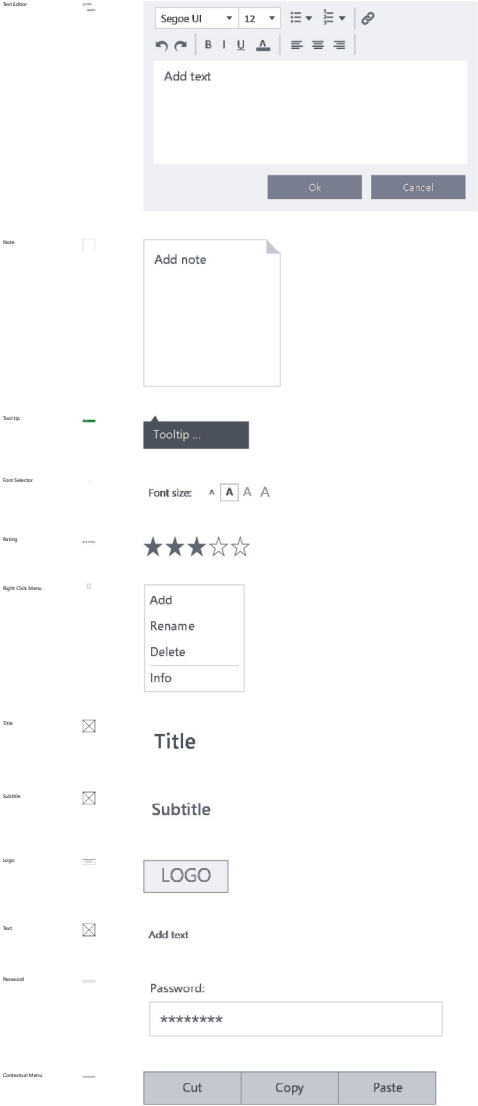 Text Editor
Segoe UI 12
B I U A
Add text
Ok Cancel
Note
Add note
Tool tip
Tooltip ...
Font Selector
Font size: A A A A
Rating
Right Click Menu
Add
Rename
Delete
Info
Title
Title
Subtitle
Subtitle
Logo
LOGO
Text
Add text
Password
Password:
********
Contextual Menu
Cut Copy Paste